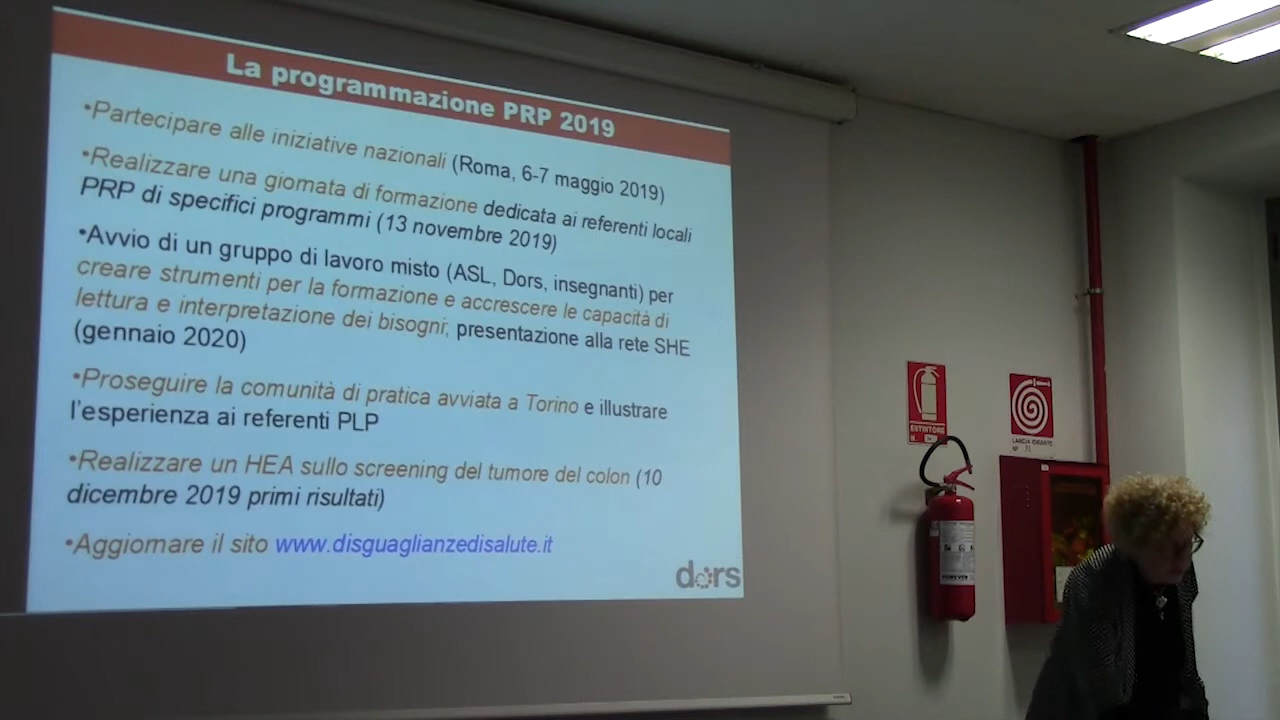 La programmazione PRP 2019
•Partecipare alle iniziative nazionali (Roma, 6-7 maggio 2019)
•Realizzare una giornata di formazione dedicata ai referenti locali
PRP di specifici programmi (13 novembre 2019)
•Avvio di un gruppo di lavoro misto (ASL, Dors, insegnanti) per
creare strumenti per la formazione e accrescere le capacità di
lettura e interpretazione dei bisogni; presentazione alla rete SHE
(gennaio 2020)
•Proseguire la comunità di pratica avviata a Torino e illustrare
l'esperienza ai referenti PLP
•Realizzare un HEA sullo screening del tumore del colon (10
dicembre 2019 primi risultati)
•Aggiornare il sito www.disguaglianzedisalute.it
dors
ESTINTORE
LANCIA IDRANTE